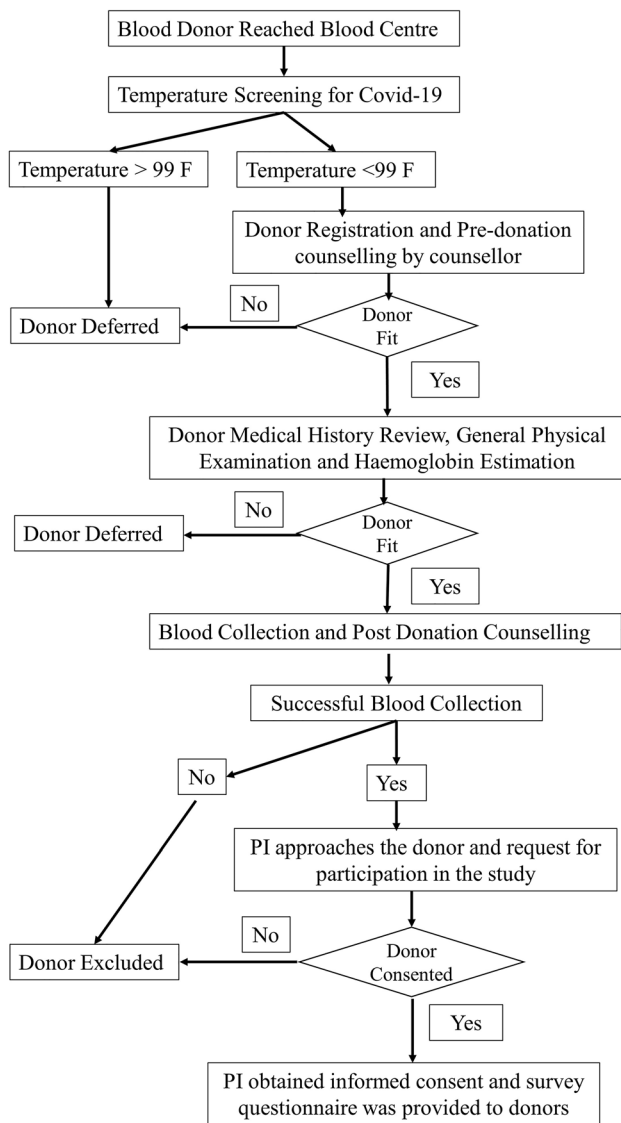 Blood Donor Reached Blood Centre
Temperature Screening for Covid-19
Temperature > 99 F
Temperature <99 F
Donor Registration and Pre-donation
counselling by counsellor
No
Donor
Fit
Donor Deferred
Yes
Donor Medical History Review, General Physical
Examination and Haemoglobin Estimation
No
Donor
Fit
Donor Deferred
Yes
Blood Collection and Post Donation Counselling
Successful Blood Collection
No
Yes
PI approaches the donor and request for
participation in the study
No
Donor
Consented
Donor Excluded
Yes
PI obtained informed consent and survey
questionnaire was provided to donors